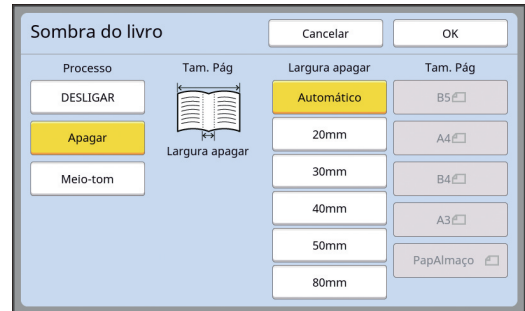 Sombra do livro
Cancelar
OK
Processo
Tam. Pág
Largura apagar
Tam. Pág
DESLIGAR
Apagar
Meio-tom
Largura apagar
Automático
20mm
30mm
40mm
50mm
80mm
B5
A4
B4
A3
PapAlmaço